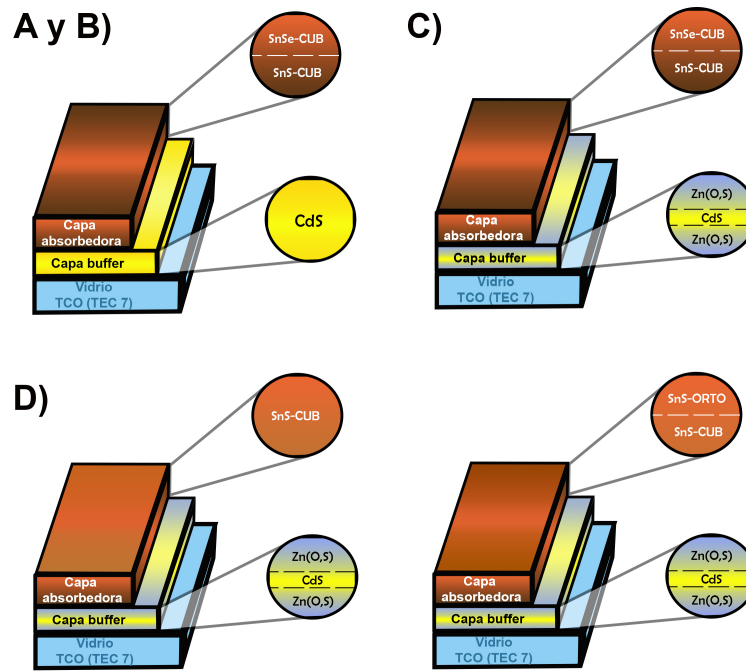 A y B)
SnSe-CUB
SnS-CUB
CdS
Capa
absorbedora
Capa buffer
Vidrio
TCO (TEC 7)
C)
SnSe-CUB
SnS-CUB
Zn(O,S)
CdS
Zn(O,S)
Capa
absorbedora
Capa buffer
Vidrio
TCO (TEC 7)
D)
SnS-CUB
Zn(O,S)
CdS
Zn(O,S)
Capa
absorbedora
Capa buffer
Vidrio
TCO (TEC 7)
SnS-ORTO
SnS-CUB
Zn(O,S)
CdS
Zn(O,S)
Capa
absorbedora
Capa buffer
Vidrio
TCO (TEC 7)